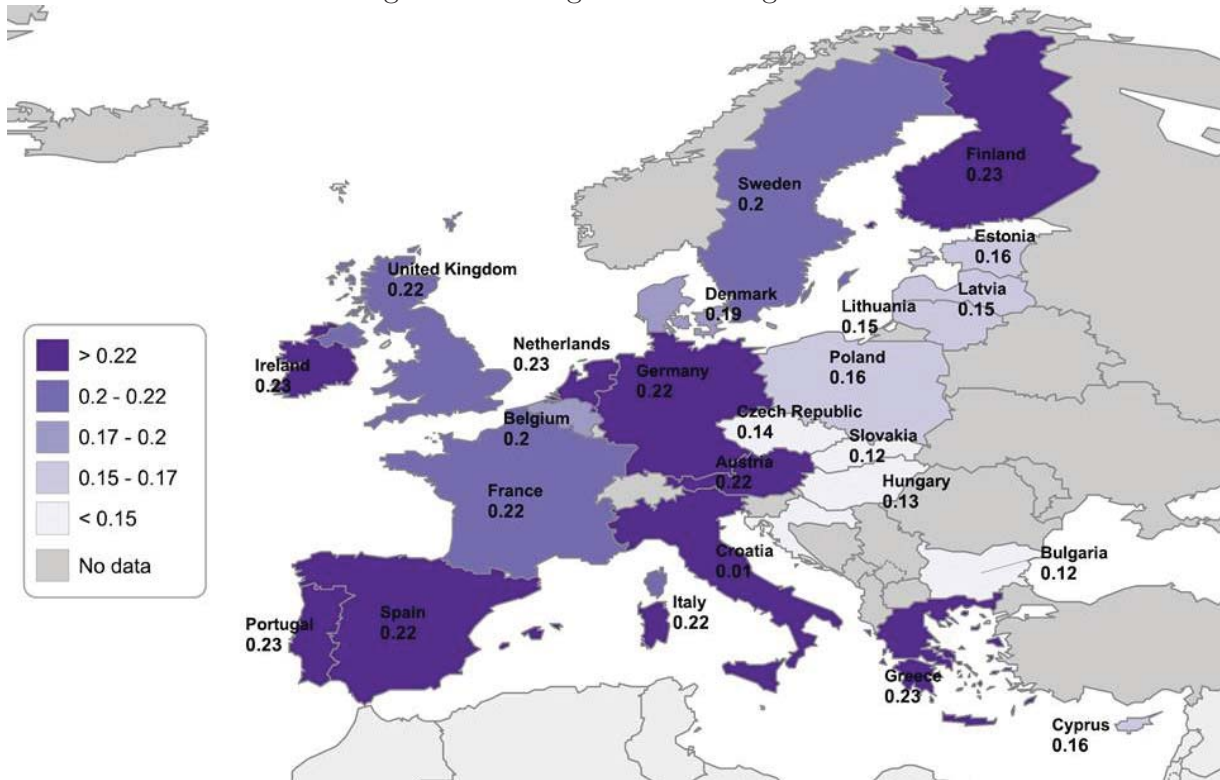 Finland
0.23
Sweden
0.2
Estonia
0.16
United Kingdom
0.22
Latvia
0.15
Denmark
0.19
Lithuania
0.15
Netherlands
0.23
Ireland
0.23
Germany
0.22
Poland
0.16
Belgium
0.2
Czech Republic
0.14
Slovakia
0.12
Austria
0.22
Hungary
0.13
France
0.22
Croatia
0.01
Bulgaria
0.12
Italy
0.22
Spain
0.22
Portugal
0.23
Greece
0.23
Cyprus
0.16
> 0.22
0.2 - 0.22
0.17 - 0.2
0.15 - 0.17
< 0.15
No data